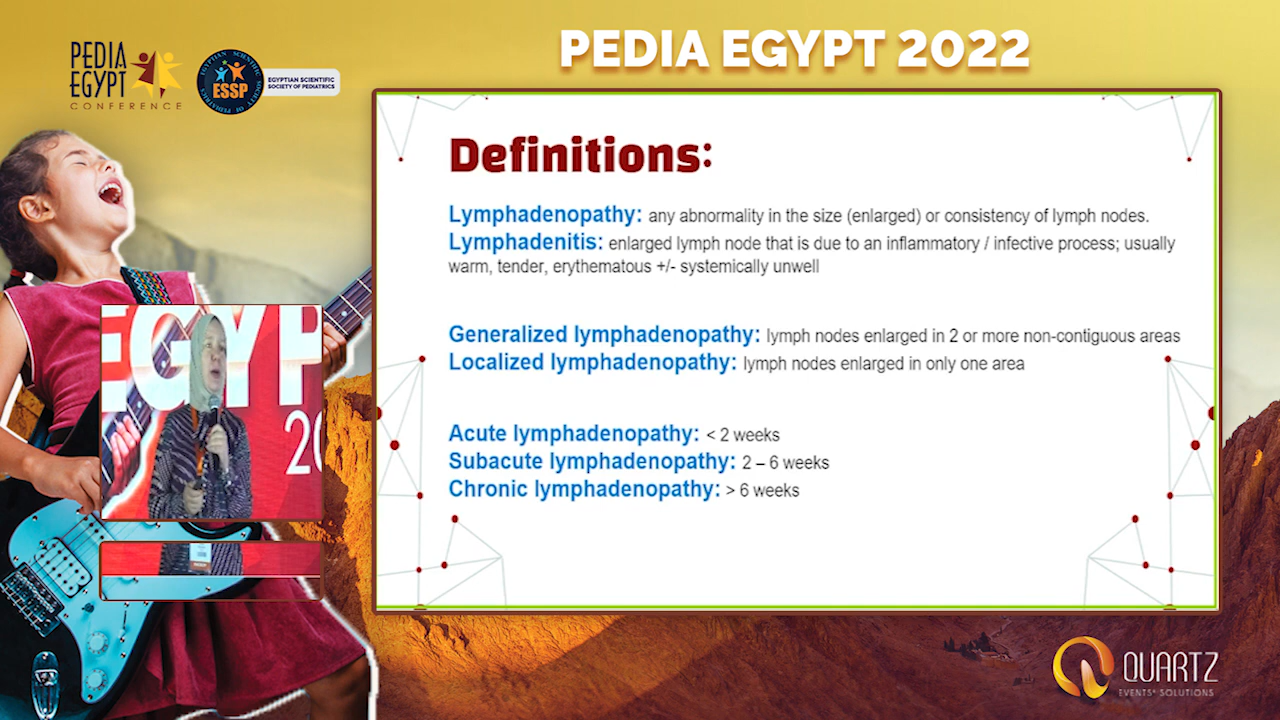 PEDIA
EGYPT
CONFERENCE
ESSP
EGYPTIAN SCIENTIFIC
SOCIETY OF PEDIATRICS
PEDIA EGYPT 2022
Definitions:
Lymphadenopathy: any abnormality in the size (enlarged) or consistency of lymph nodes.
Lymphadenitis: enlarged lymph node that is due to an inflammatory / infective process; usually
warm, tender, erythematous +/- systemically unwell
Generalized lymphadenopathy: lymph nodes enlarged in 2 or more non-contiguous areas
Localized lymphadenopathy: lymph nodes enlarged in only one area
Acute lymphadenopathy: < 2 weeks
Subacute lymphadenopathy: 2 – 6 weeks
Chronic lymphadenopathy: > 6 weeks
EGYP
20
QUARTZ
EVENTS' SOLUTIONS